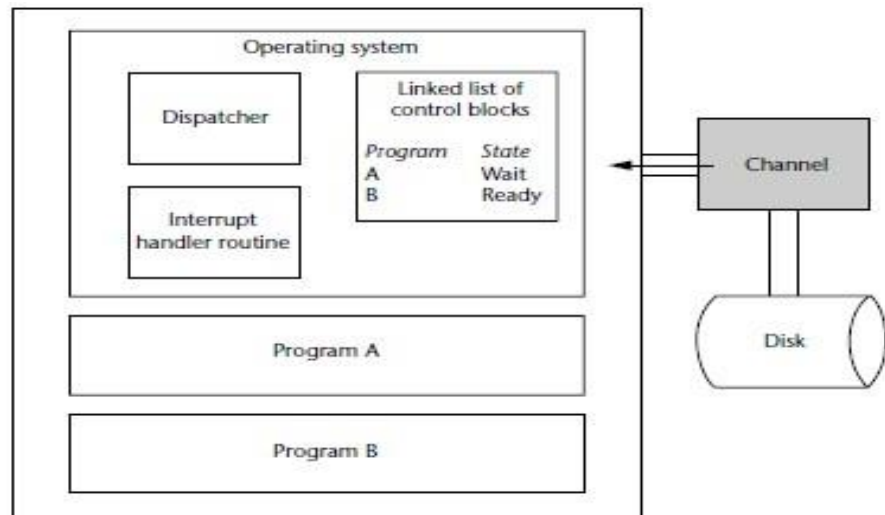 Operating system
Dispatcher
Linked list of
control blocks
Program State
A Wait
B Ready
Interrupt
handler routine
Channel
Disk
Program A
Program B